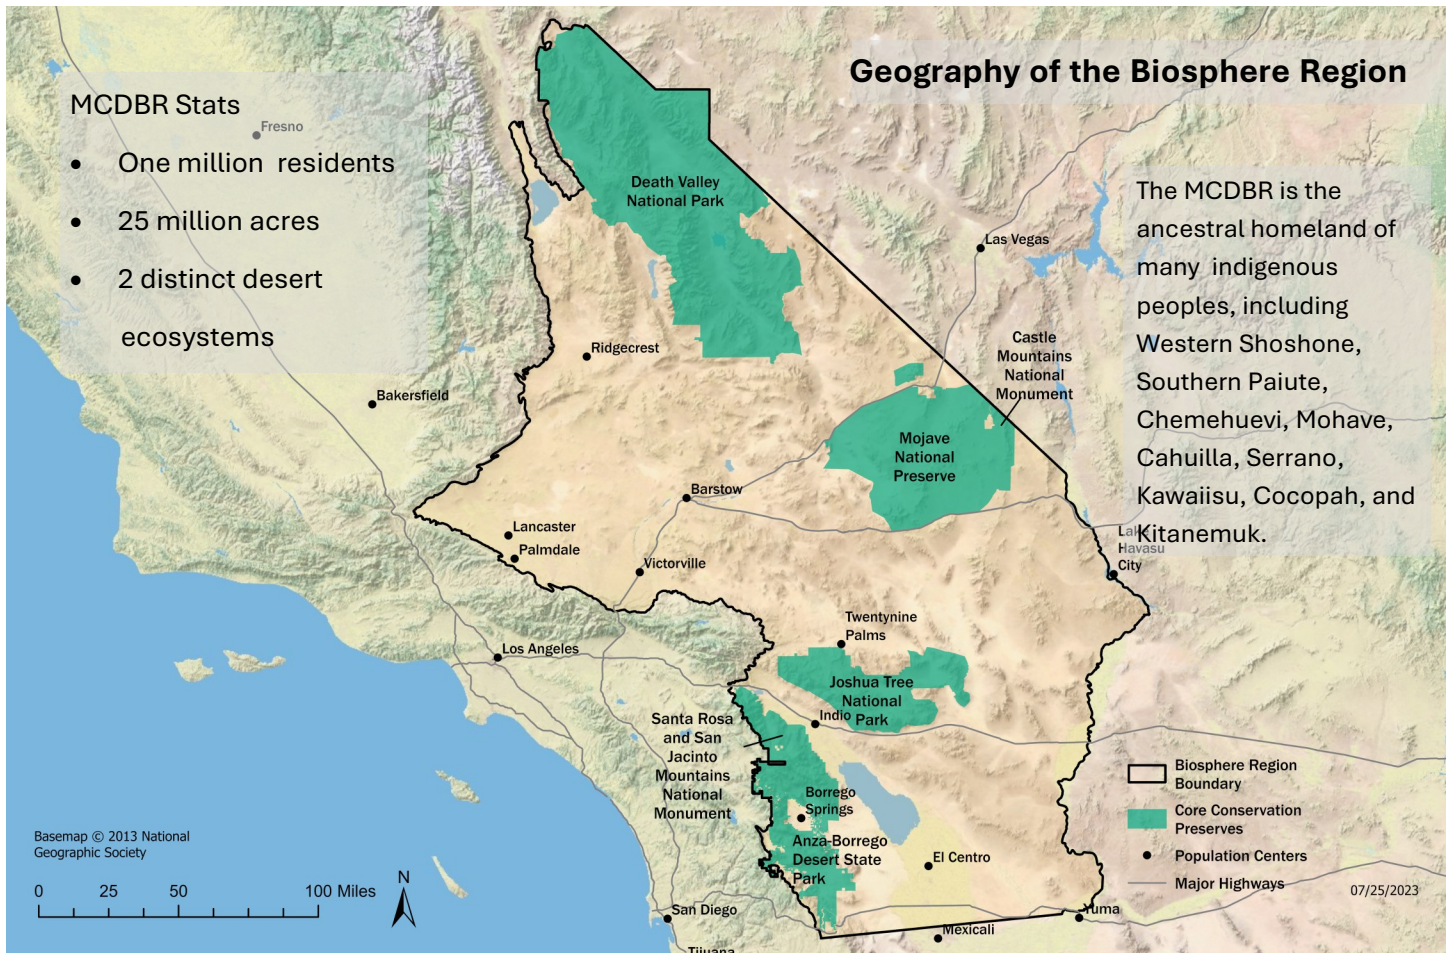 Geography of the Biosphere Region
MCDBR Stats
• One million residents
• 25 million acres
• 2 distinct desert
ecosystems
The MCDBR is the
ancestral homeland of
many indigenous
peoples, including
Western Shoshone,
Southern Paiute,
Chemehuevi, Mohave,
Cahuilla, Serrano,
Kawaiisu, Cocopah, and
Kitanemuk.
Fresno
Death Valley
National Park
Las Vegas
Ridgecrest
Castle
Mountains
National
Monument
Bakersfield
Mojave
National
Preserve
Barstow
Lancaster
Palmdale
Victorville
Lake
Havasu
City
Twentynine
Palms
Los Angeles
Joshua Tree
National
Park
Indio
Santa Rosa
and San
Jacinto
Mountains
National
Monument
Borrego
Springs
Anza-Borrego
Desert State
Park
El Centro
San Diego
Yuma
Mexicali
Tijuana
Biosphere Region
Boundary
Core Conservation
Preserves
Population Centers
Major Highways
07/25/2023
Basemap © 2013 National
Geographic Society
0 25 50 100 Miles
N